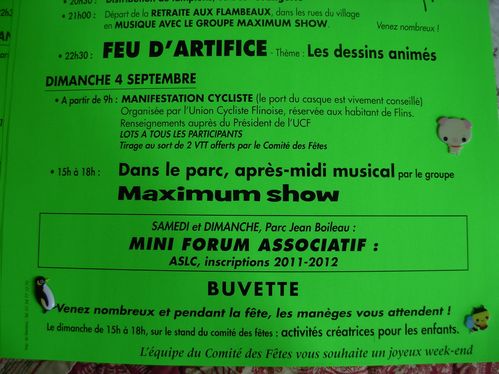 • 21h00 : Départ de la RETRAITE AUX FLAMBEAUX, dans les rues du village
en MUSIQUE AVEC LE GROUPE MAXIMUM SHOW.
Venez nombreux !
• 22h30 : FEU D'ARTIFICE - Thème : Les dessins animés
DIMANCHE 4 SEPTEMBRE
• A partir de 9h : MANIFESTATION CYCLISTE (le port du casque est vivement conseillé)
Organisée par l'Union Cycliste Flinoise, réservée aux habitant de Flins.
Renseignements auprès du Président de l'UCF
LOTS A TOUS LES PARTICIPANTS
Tirage au sort de 2 VTT offerts par le Comité des Fêtes
• 15h à 18h : Dans le parc, après-midi musical par le groupe
Maximum show
SAMEDI et DIMANCHE, Parc Jean Boileau :
MINI FORUM ASSOCIATIF :
ASLC, inscriptions 2011-2012
BUVETTE
Venez nombreux et pendant la fête, les manèges vous attendent !
Le dimanche de 15h à 18h, sur le stand du comité des fêtes : activités créatrices pour les enfants.
L'équipe du Comité des Fêtes vous souhaite un joyeux week-end